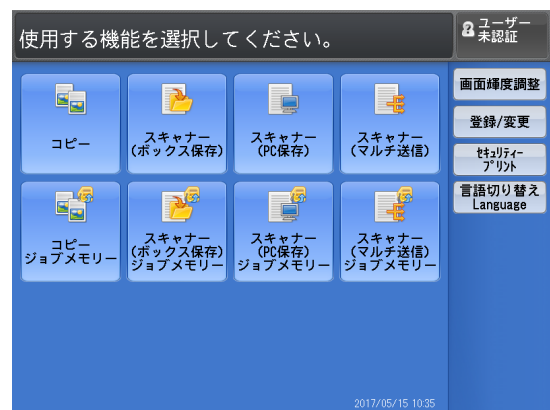 使用する機能を選択してください。
ユーザー
未認証
コピー
スキャナー
(ボックス保存)
スキャナー
(PC保存)
スキャナー
(マルチ送信)
コピー
ジョブメモリー
スキャナー
(ボックス保存)
ジョブメモリー
スキャナー
(PC保存)
ジョブメモリー
スキャナー
(マルチ送信)
ジョブメモリー
画面輝度調整
登録/変更
ｾｷｭﾘﾃｨｰ
ﾌﾟﾘﾝﾄ
言語切り替え
Language
2017/05/15 10:35